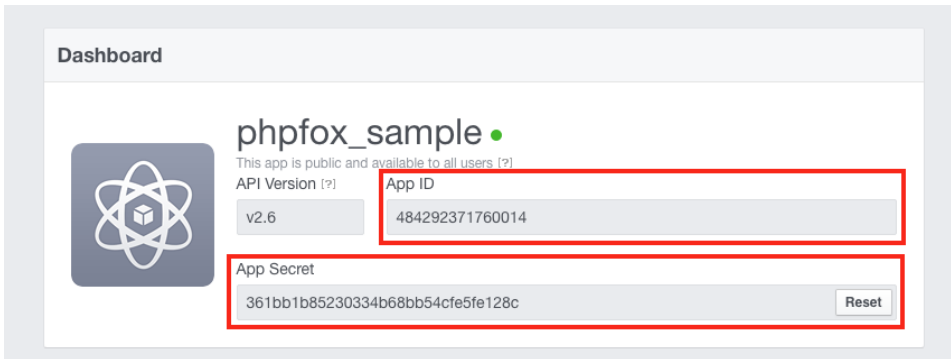 Dashboard
phpfox_sample
This app is public and available to all users [?]
API Version [?]
App ID
v2.6
484292371760014
App Secret
361bb1b85230334b68bb54cfe5fe128c
Reset